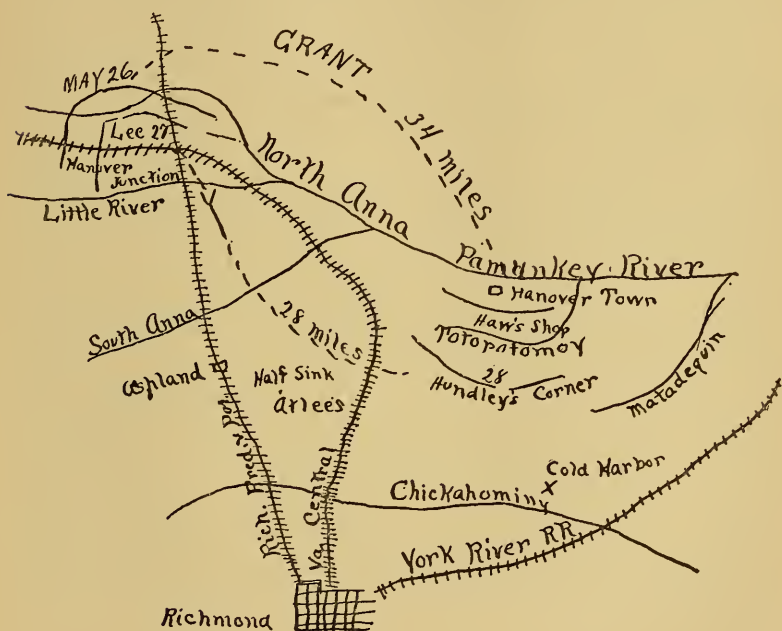 GRANT
MAY 26,
34 miles
Lee 27
Hanover
Junction
North Anna
Little River
Pamunkey River
Hanover Town
Haw's Shop
Totopotomoy
South Anna
28 miles
28
Hundley's Corner
Matadequin
Ashland
Half Sink
Atlee's
Rich. Fred. & Pot.
Va. Central
Chickahominy
Cold Harbor
York River RR
Richmond